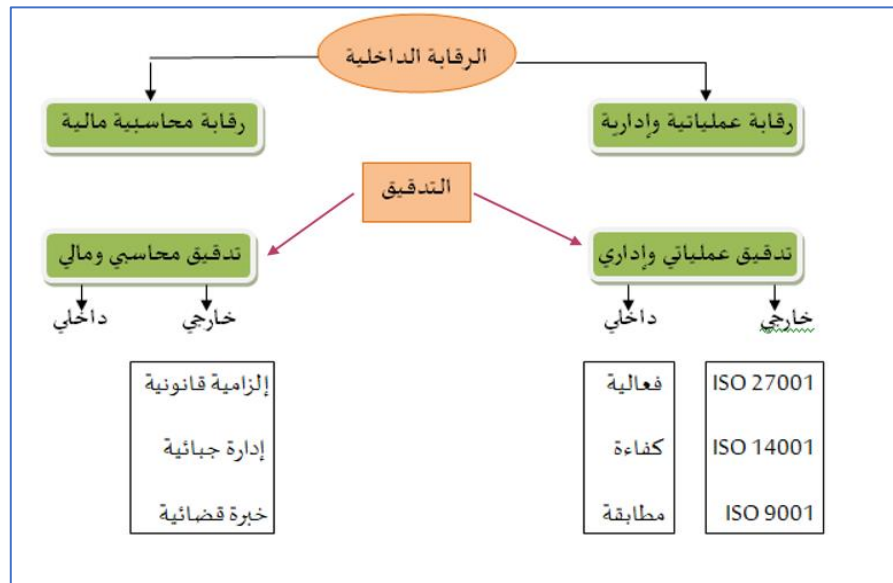 الرقابة الداخلية
رقابة عملياتية وإدارية
رقابة محاسبية مالية
التدقيق
تدقيق عملياتي وإداري
تدقيق محاسبي ومالي
خارجي
داخلي
خارجي
داخلي
ISO 27001
ISO 14001
ISO 9001
فعالية
كفاءة
مطابقة
إلزامية قانونية
إدارة جبائية
خبرة قضائية